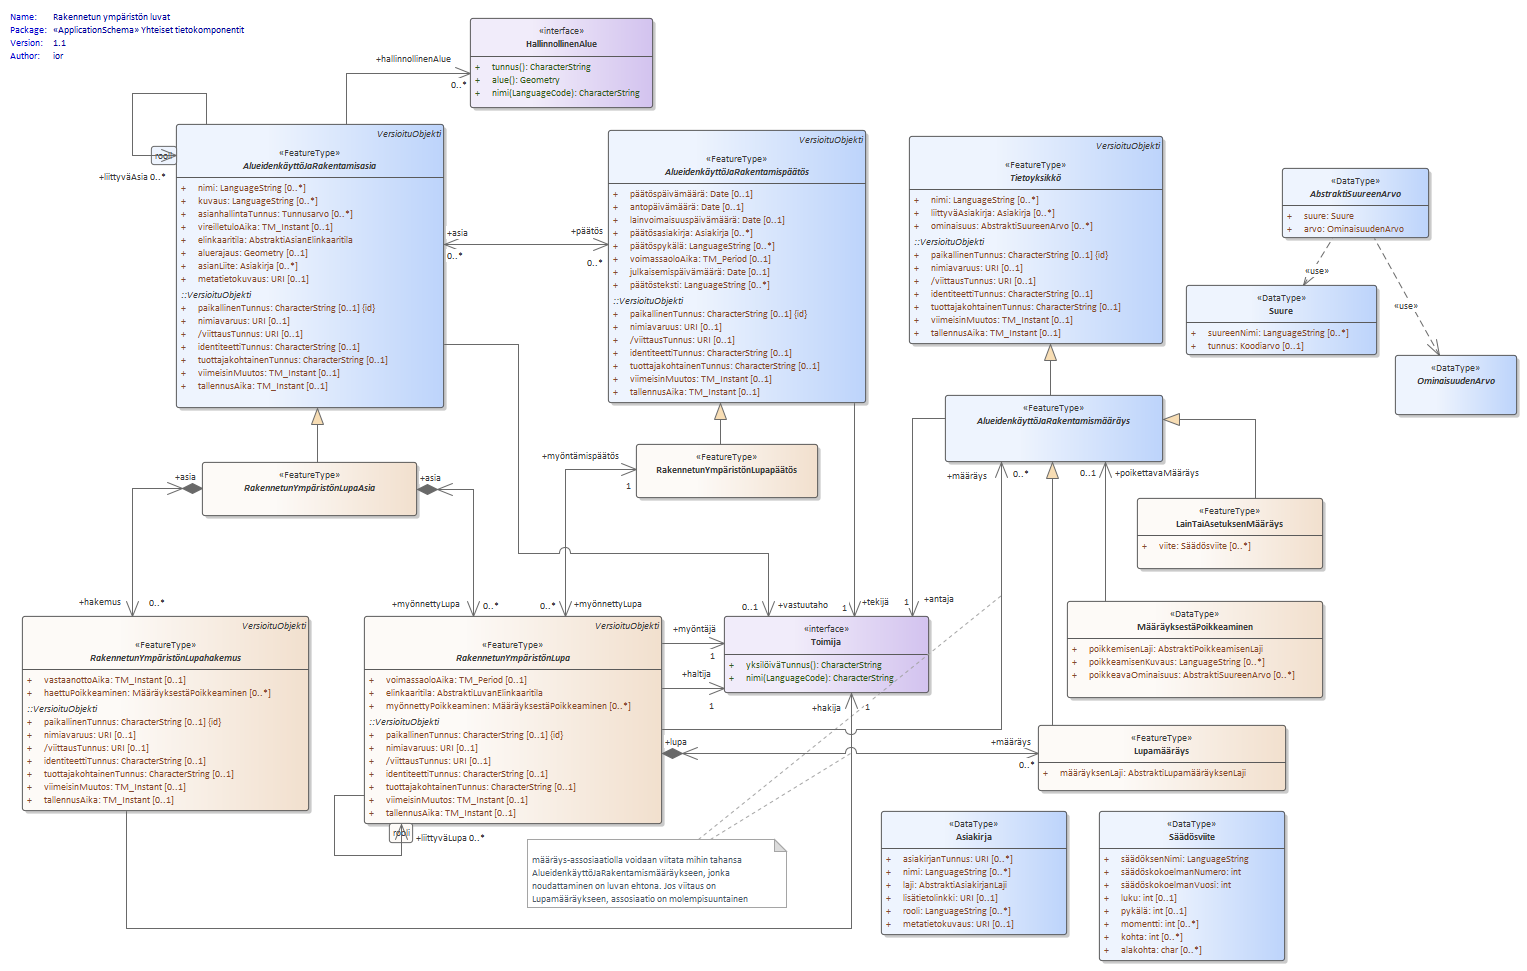 Name: Rakennetun ympäristön luvat
Package: «ApplicationSchema» Yhteiset tietokomponentit
Version: 1.1
Author: ior
«interface»
HallinnollinenAlue
+ tunnus(): CharacterString
+ alue(): Geometry
+ nimi(LanguageCode): CharacterString
+hallinnollinenAlue
0..*
VersioituObjekti
«FeatureType»
AlueidenkäyttöJaRakentamisasia
+ nimi: LanguageString [0..*]
+ kuvaus: LanguageString [0..*]
+ asianhallintaTunnus: Tunnusarvo [0..*]
+ vireilletuloAika: TM_Instant [0..1]
+ elinkaaritila: AbstraktiAsianElinkaaritila
+ aluerajaus: Geometry [0..1]
+ asianLiite: Asiakirja [0..*]
+ metatietokuvaus: URI [0..1]
::VersioituObjekti
+ paikallinenTunnus: CharacterString [0..1] {id}
+ nimiavaruus: URI [0..1]
+ /viittausTunnus: URI [0..1]
+ identiteettiTunnus: CharacterString [0..1]
+ tuottajakohtainenTunnus: CharacterString [0..1]
+ viimeisinMuutos: TM_Instant [0..1]
+ tallennusAika: TM_Instant [0..1]
rooli
+liittyväAsia 0..*
+asia
0..*
+päätös
0..*
VersioituObjekti
«FeatureType»
AlueidenkäyttöJaRakentamispäätös
+ päätöspäivämäärä: Date [0..1]
+ antopäivämäärä: Date [0..1]
+ lainvoimaisuuspäivämäärä: Date [0..1]
+ päätösasiakirja: Asiakirja [0..*]
+ päätöspykälä: LanguageString [0..*]
+ voimassaoloAika: TM_Period [0..1]
+ julkaisemispäivämäärä: Date [0..1]
+ päätösteksti: LanguageString [0..*]
::VersioituObjekti
+ paikallinenTunnus: CharacterString [0..1] {id}
+ nimiavaruus: URI [0..1]
+ /viittausTunnus: URI [0..1]
+ identiteettiTunnus: CharacterString [0..1]
+ tuottajakohtainenTunnus: CharacterString [0..1]
+ viimeisinMuutos: TM_Instant [0..1]
+ tallennusAika: TM_Instant [0..1]
VersioituObjekti
«FeatureType»
Tietoyksikkö
+ nimi: LanguageString [0..*]
+ liittyväAsiakirja: Asiakirja [0..*]
+ ominaisuus: AbstraktiSuureenArvo [0..*]
::VersioituObjekti
+ paikallinenTunnus: CharacterString [0..1] {id}
+ nimiavaruus: URI [0..1]
+ /viittausTunnus: URI [0..1]
+ identiteettiTunnus: CharacterString [0..1]
+ tuottajakohtainenTunnus: CharacterString [0..1]
+ viimeisinMuutos: TM_Instant [0..1]
+ tallennusAika: TM_Instant [0..1]
«DataType»
AbstraktiSuureenArvo
+ suure: Suure
+ arvo: OminaisuudenArvo
«use»
«use»
«DataType»
Suure
+ suureenNimi: LanguageString [0..*]
+ tunnus: Koodiarvo [0..1]
«DataType»
OminaisuudenArvo
«FeatureType»
AlueidenkäyttöJaRakentamismääräys
+määräys
0..*
0..1
+poikettavaMääräys
«FeatureType»
RakennetunYmpäristönLupaAsia
+asia
+asia
+myöntämispäätös
1
«FeatureType»
RakennetunYmpäristönLupapäätös
«FeatureType»
LainTaiAsetuksenMääräys
+ viite: Säädösviite [0..*]
+hakemus
0..*
+myönnettyLupa
0..*
0..*
+myönnettyLupa
0..1
+vastuutaho
1
+tekijä
1
+antaja
VersioituObjekti
«FeatureType»
RakennetunYmpäristönLupahakemus
+ vastaanottoAika: TM_Instant [0..1]
+ haettuPoikkeaminen: MääräyksestäPoikkeaminen [0..*]
::VersioituObjekti
+ paikallinenTunnus: CharacterString [0..1] {id}
+ nimiavaruus: URI [0..1]
+ /viittausTunnus: URI [0..1]
+ identiteettiTunnus: CharacterString [0..1]
+ tuottajakohtainenTunnus: CharacterString [0..1]
+ viimeisinMuutos: TM_Instant [0..1]
+ tallennusAika: TM_Instant [0..1]
VersioituObjekti
«FeatureType»
RakennetunYmpäristönLupa
+ voimassaoloAika: TM_Period [0..1]
+ elinkaaritila: AbstraktiLuvanElinkaaritila
+ myönnettyPoikkeaminen: MääräyksestäPoikkeaminen [0..*]
::VersioituObjekti
+ paikallinenTunnus: CharacterString [0..1] {id}
+ nimiavaruus: URI [0..1]
+ /viittausTunnus: URI [0..1]
+ identiteettiTunnus: CharacterString [0..1]
+ tuottajakohtainenTunnus: CharacterString [0..1]
+ viimeisinMuutos: TM_Instant [0..1]
+ tallennusAika: TM_Instant [0..1]
rooli
+liittyväLupa 0..*
+myöntäjä
1
+haltija
1
«interface»
Toimija
+ yksilöiväTunnus(): CharacterString
+ nimi(LanguageCode): CharacterString
+hakija
1
«DataType»
MääräyksestäPoikkeaminen
+ poikkemisenLaji: AbstraktiPoikkeamisenLaji
+ poikkeamisenKuvaus: LanguageString [0..*]
+ poikkeavaOminaisuus: AbstraktiSuureenArvo [0..*]
+lupa
+määräys
0..*
«FeatureType»
Lupamääräys
+ määräyksenLaji: AbstraktiLupamääräyksenLaji
määräys-assosiaatiolla voidaan viitata mihin tahansa
AlueidenkäyttöJaRakentamismääräykseen, jonka
noudattaminen on luvan ehtona. Jos viitaus on
Lupamääräykseen, assosiaatio on molempisuuntainen
«DataType»
Asiakirja
+ asiakirjanTunnus: URI [0..*]
+ nimi: LanguageString [0..*]
+ laji: AbstraktiAsiakirjanLaji
+ lisätietolinkki: URI [0..1]
+ rooli: LanguageString [0..*]
+ metatietokuvaus: URI [0..1]
«DataType»
Säädösviite
+ säädöksenNimi: LanguageString
+ säädöskokoelmanNumero: int
+ säädöskokoelmanVuosi: int
+ luku: int [0..1]
+ pykälä: int [0..1]
+ momentti: int [0..*]
+ kohta: int [0..*]
+ alakohta: char [0..*]